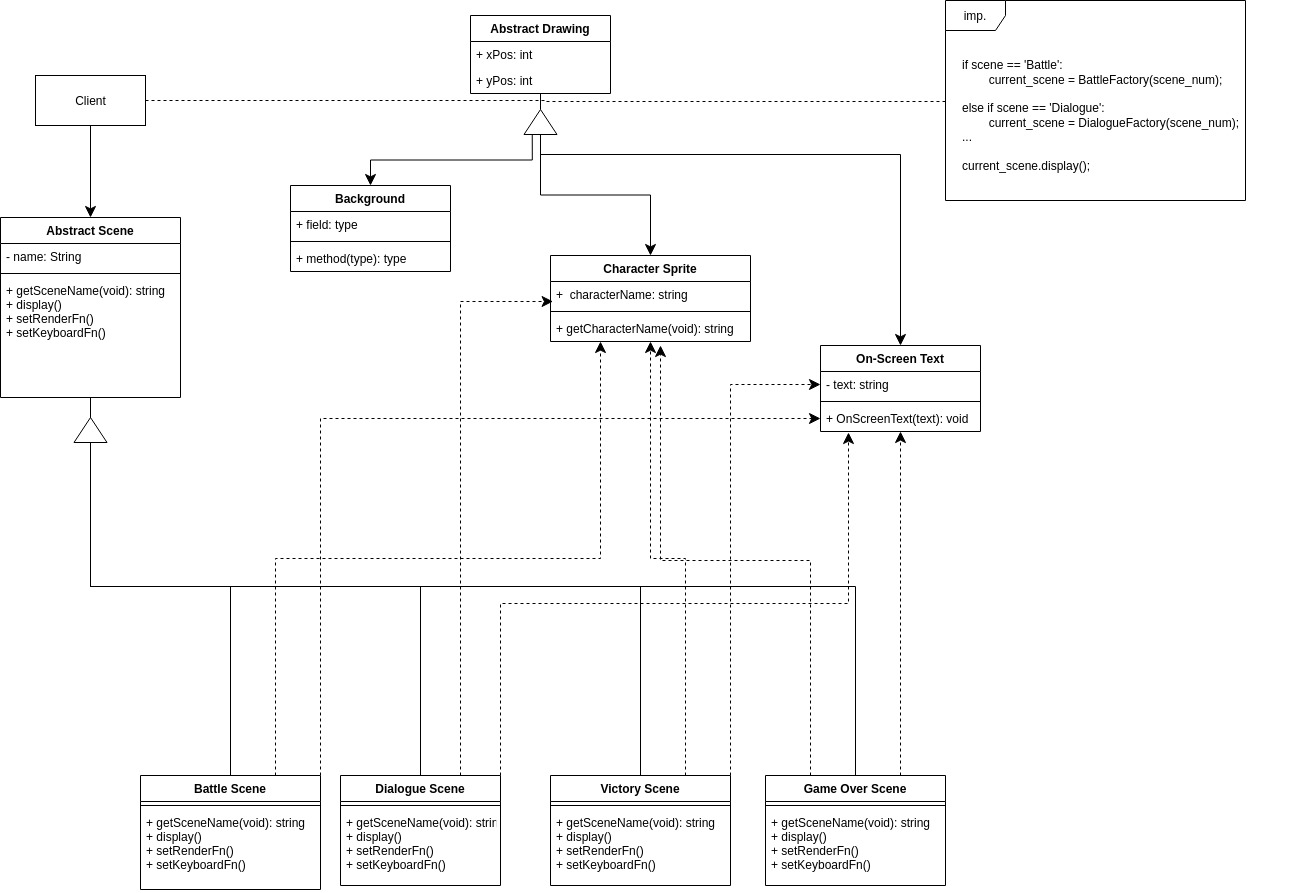 Abstract Drawing
+ xPos: int
+ yPos: int
imp.
if scene == 'Battle':
current_scene = BattleFactory(scene_num);
else if scene == 'Dialogue':
current_scene = DialogueFactory(scene_num);
...
current_scene.display();
Client
Abstract Scene
- name: String
+ getSceneName(void): string
+ display()
+ setRenderFn()
+ setKeyboardFn()
Background
+ field: type
+ method(type): type
Character Sprite
+  characterName: string
+ getCharacterName(void): string
On-Screen Text
- text: string
+ OnScreenText(text): void
Battle Scene
+ getSceneName(void): string
+ display()
+ setRenderFn()
+ setKeyboardFn()
Dialogue Scene
+ getSceneName(void): strin
+ display()
+ setRenderFn()
+ setKeyboardFn()
Victory Scene
+ getSceneName(void): string
+ display()
+ setRenderFn()
+ setKeyboardFn()
Game Over Scene
+ getSceneName(void): string
+ display()
+ setRenderFn()
+ setKeyboardFn()